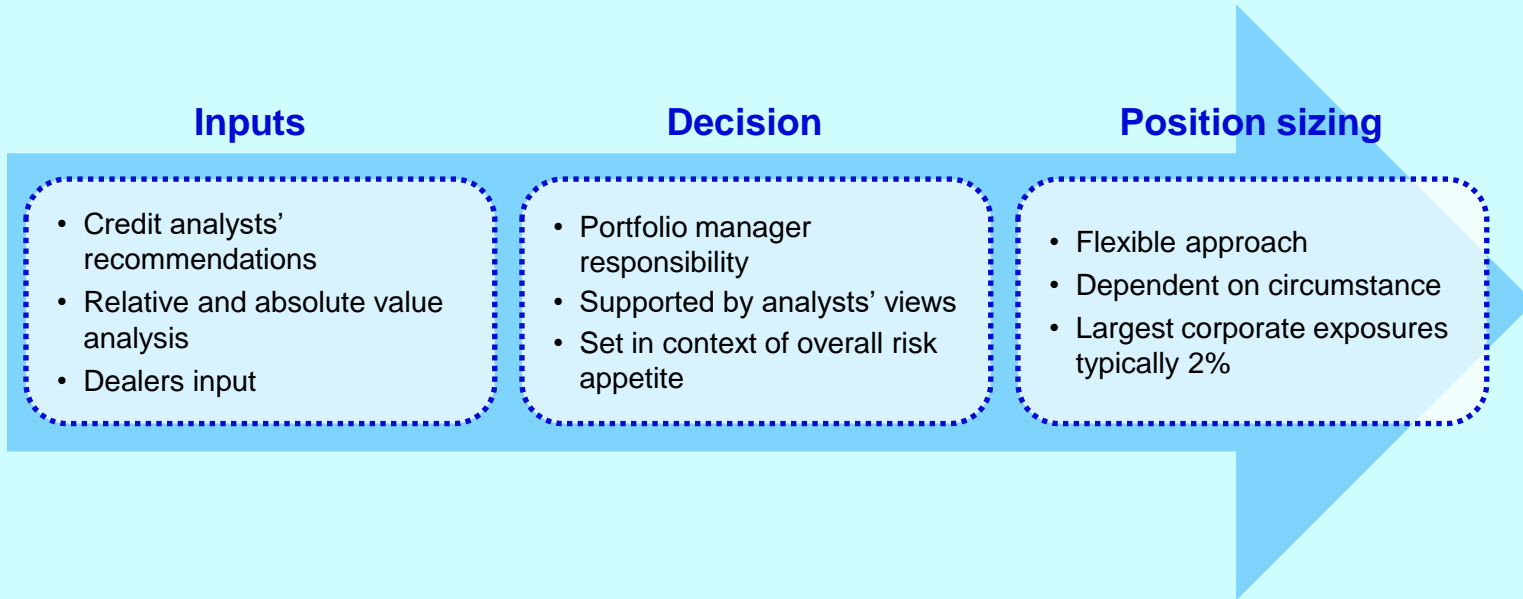 Inputs
• Credit analysts’
recommendations
• Relative and absolute value
analysis
• Dealers input
Decision
• Portfolio manager
responsibility
• Supported by analysts’ views
• Set in context of overall risk
appetite
Position sizing
• Flexible approach
• Dependent on circumstance
• Largest corporate exposures
typically 2%